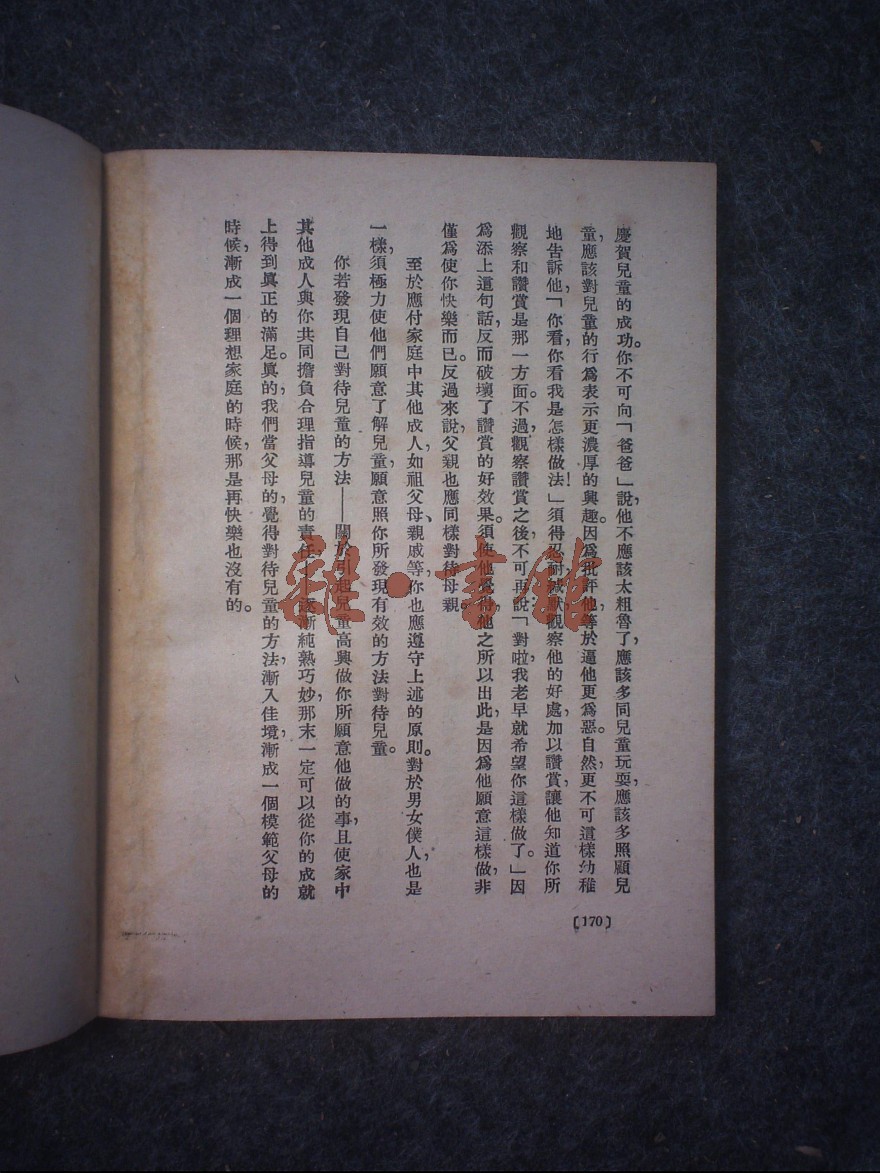 慶賀兒童的成功。你不可向「爸爸」說,他不應該太粗魯了,應該多同兒童玩耍,應該多照顧兒
童,應該對兒童的行爲表示更濃厚的興趣。因爲批評他,等於逼他更爲惡。自然,更不可這樣幼稚
地告訴他,「你看,你看我是怎樣做法!」須得忍耐緘默,觀察他的好處,加以讚賞,讓他知道你所
觀察和讚賞是那一方面。不過,觀察讚賞之後,不可再說「對啦,我老早就希望你這樣做了。」因
爲添上這句話,反而破壞了讚賞的好效果。須使他覺得他之所以出此,是因爲他願意這樣做,非
僅爲使你快樂而已。反過來說,父親也應同樣對待母親。
至於應付家庭中其他成人,如祖父母、親戚等,你也應遵守上述的原則。對於男女僕人,也是
一樣,須極力使他們願意了解兒童,願意照你所發現有效的方法對待兒童。
你若發現自己對待兒童的方法——關於引起兒童高興做你所願意他做的事,且使家中
其他成人與你共同擔負合理指導兒童的責任——逐漸純熟巧妙,那末一定可以從你的成就
上得到眞正的滿足。眞的,我們當父母的,覺得對待兒童的方法,漸入佳境,漸成一個模範父母的
時候,漸成一個理想家庭的時候,那是再快樂也沒有的。
〔170〕
雜·書館